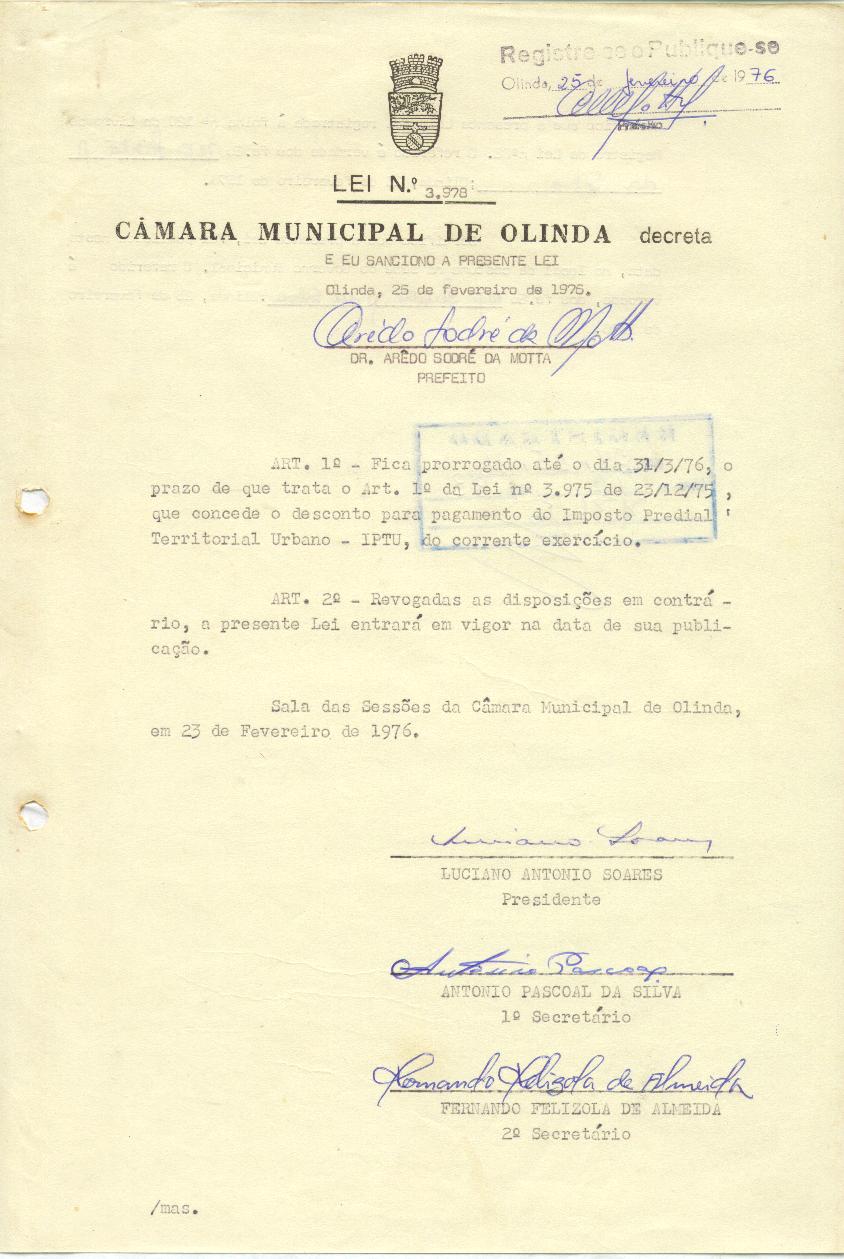 Registre-se e Publique-se
Olinda, 25 de fevereiro de 1976
Prefeito
LEI N.º 3.978
CÂMARA MUNICIPAL DE OLINDA decreta
E EU SANCIONO A PRESENTE LEI
Olinda, 25 de fevereiro de 1976.
Arêdo Sodré da Motta
DR. ARÊDO SODRÉ DA MOTTA
PREFEITO
ART. 1º - Fica prorrogado até o dia 31/3/76, o
prazo de que trata o Art. 1º da Lei nº 3.975 de 23/12/75 ,
que concede o desconto para pagamento do Imposto Predial '
Territorial Urbano - IPTU, do corrente exercício.
ART. 2º - Revogadas as disposições em contrá -
rio, a presente Lei entrará em vigor na data de sua publi-
cação.
Sala das Sessões da Câmara Municipal de Olinda,
em 23 de Fevereiro de 1976.
Luciano Soares
LUCIANO ANTONIO SOARES
Presidente
Antonio Pascoal
ANTONIO PASCOAL DA SILVA
1º Secretário
Fernando Felizola de Almeida
FERNANDO FELIZOLA DE ALMEIDA
2º Secretário
/mas.